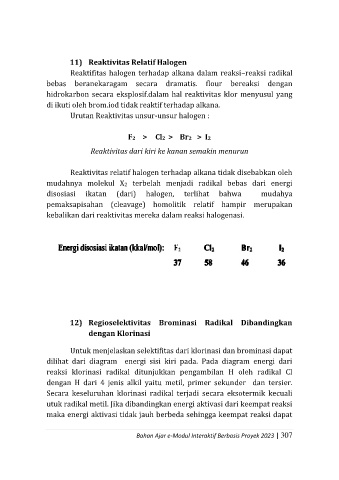 11) Reaktivitas Relatif Halogen
Reaktifitas halogen terhadap alkana dalam reaksi–reaksi radikal
bebas beranekaragam secara dramatis. flour bereaksi dengan
hidrokarbon secara eksplosif.dalam hal reaktivitas klor menyusul yang
di ikuti oleh brom.iod tidak reaktif terhadap alkana.
Urutan Reaktivitas unsur-unsur halogen :
F₂ > Cl₂ > Br₂ > I₂
Reaktivitas dari kiri ke kanan semakin menurun
Reaktivitas relatif halogen terhadap alkana tidak disebabkan oleh
mudahnya molekul X₂ terbelah menjadi radikal bebas dari energi
disosiasi ikatan (dari) halogen, terlihat bahwa mudahya
pemaksapisahan (cleavage) homolitik relatif hampir merupakan
kebalikan dari reaktivitas mereka dalam reaksi halogenasi.
Energi disosiasi ikatan (kkal/mol): F₂ Cl₂ Br₂ I₂
37 58 46 36
12) Regioselektivitas Brominasi Radikal Dibandingkan
dengan Klorinasi
Untuk menjelaskan selektifitas dari klorinasi dan brominasi dapat
dilihat dari diagram energi sisi kiri pada. Pada diagram energi dari
reaksi klorinasi radikal ditunjukkan pengambilan H oleh radikal Cl
dengan H dari 4 jenis alkil yaitu metil, primer sekunder dan tersier.
Secara keseluruhan klorinasi radikal terjadi secara eksotermik kecuali
utuk radikal metil. Jika dibandingkan energi aktivasi dari keempat reaksi
maka energi aktivasi tidak jauh berbeda sehingga keempat reaksi dapat
Bahan Ajar e-Modul Interaktif Berbasis Proyek 2023 | 307